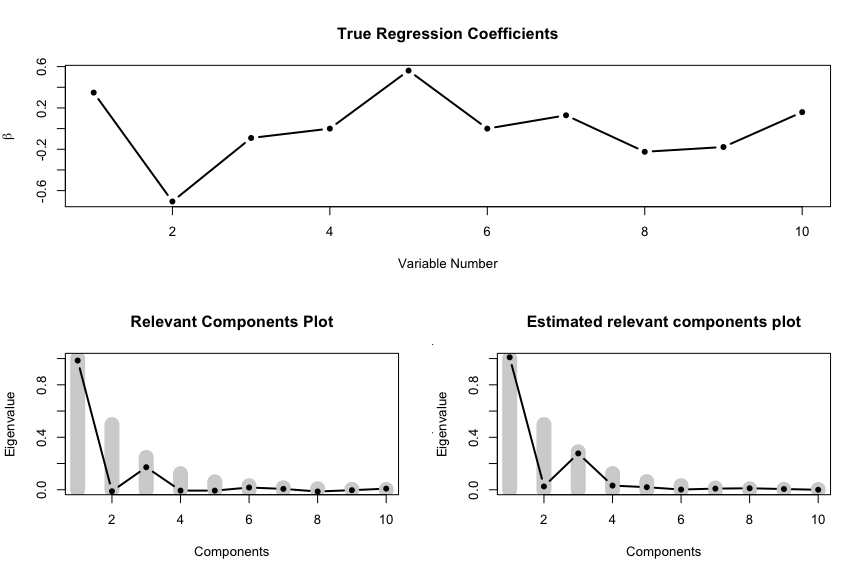 True Regression Coefficients
β
0.6
0.2
-0.2
-0.6
2 4 6 8 10
Variable Number
Relevant Components Plot
Eigenvalue
0.8
0.4
0.0
2 4 6 8 10
Components
Estimated relevant components plot
Eigenvalue
0.8
0.4
0.0
2 4 6 8 10
Components